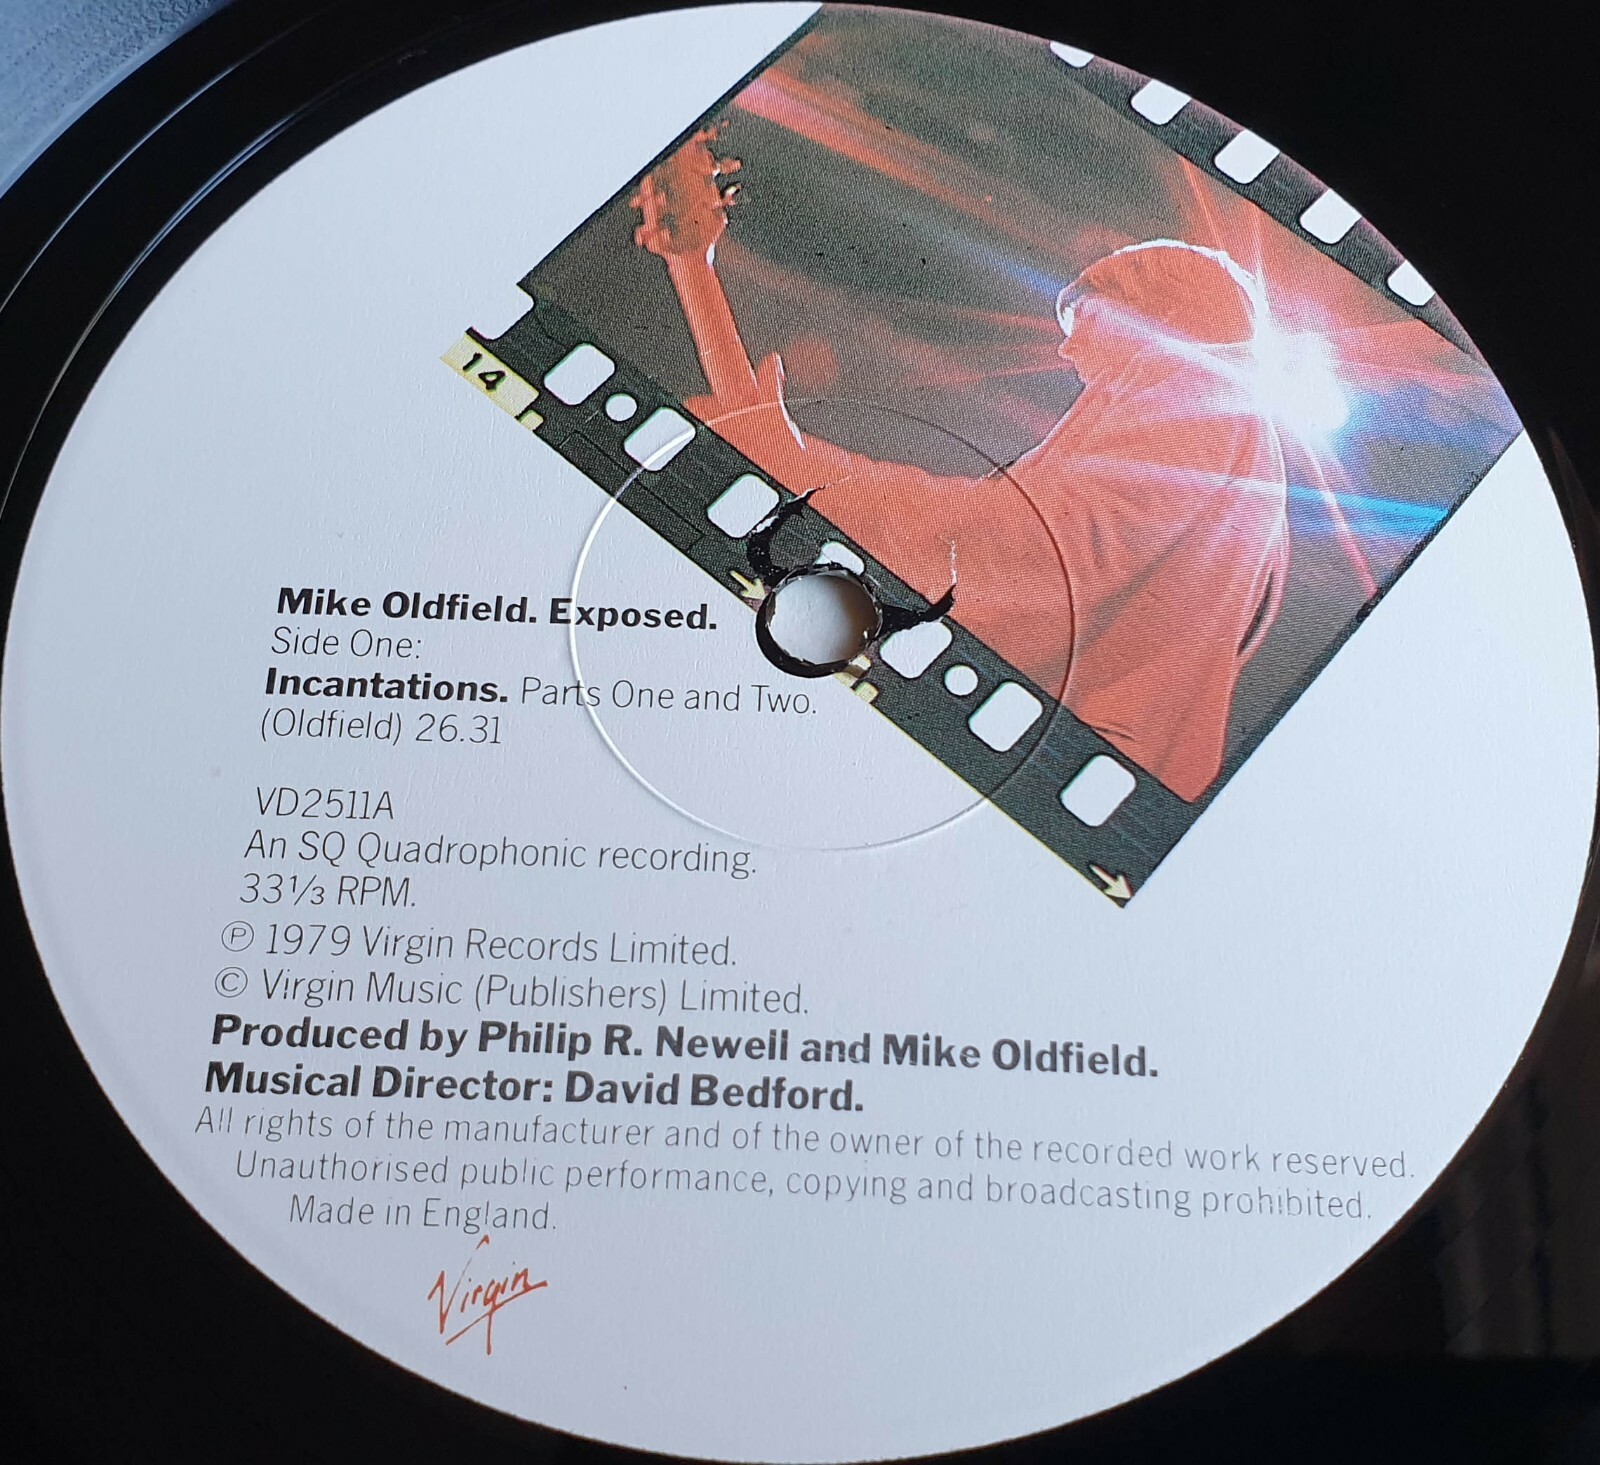 14
Mike Oldfield. Exposed.
Side One:
Incantations. Parts One and Two.
(Oldfield) 26.31
VD2511A
An SQ Quadrophonic recording.
33 1/3 RPM.
Ⓟ 1979 Virgin Records Limited.
© Virgin Music (Publishers) Limited.
Produced by Philip R. Newell and Mike Oldfield.
Musical Director: David Bedford.
All rights of the manufacturer and of the owner of the recorded work reserved.
Unauthorised public performance, copying and broadcasting prohibited.
Made in England.
Virgin